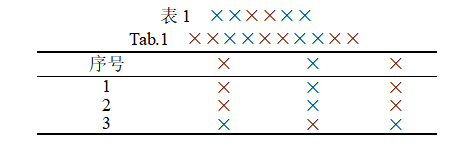 表 1 ××××××
Tab.1 ××××××××××
序号 × × ×
1 × × ×
2 × × ×
3 × × ×